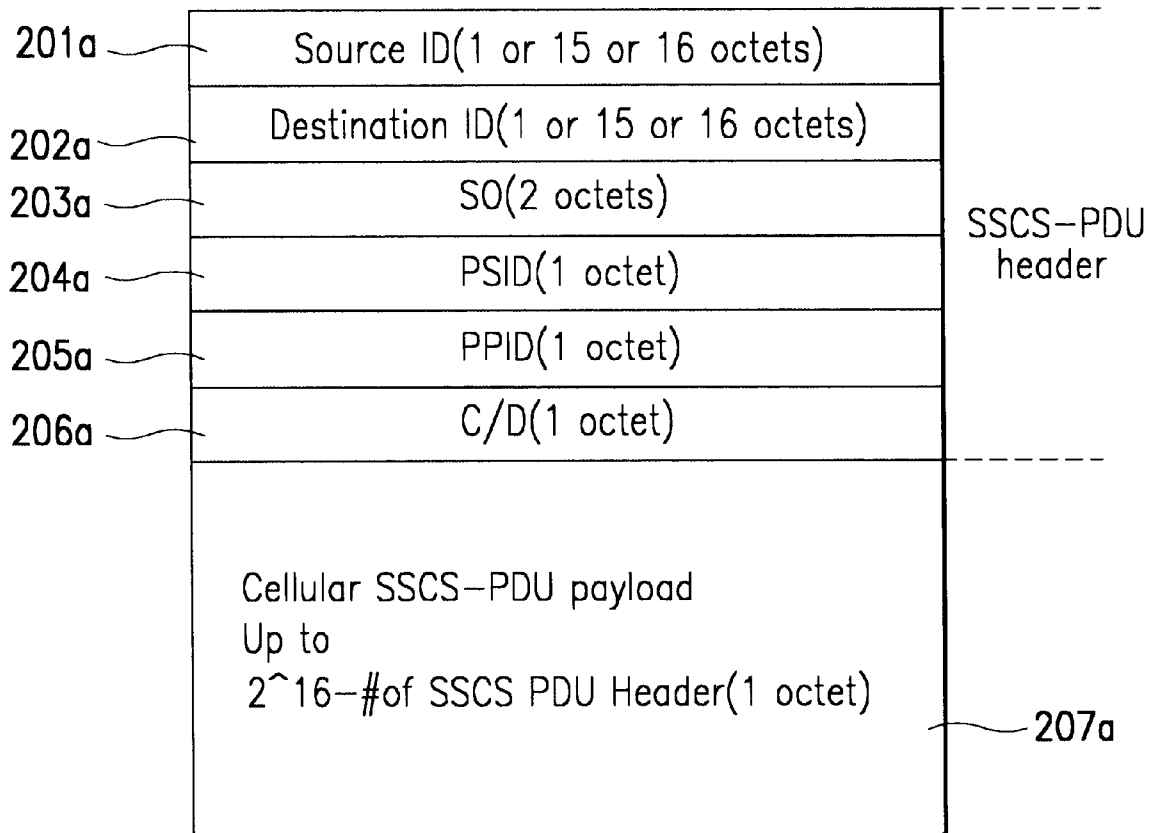 201a
Source ID(1 or 15 or 16 octets)
202a
Destination ID(1 or 15 or 16 octets)
203a
SO(2 octets)
SSCS-PDU
header
204a
PSID(1 octet)
205a
PPID(1 octet)
206a
C/D(1 octet)
Cellular SSCS-PDU payload
Up to
2^16-#of SSCS PDU Header(1 octet)
207a